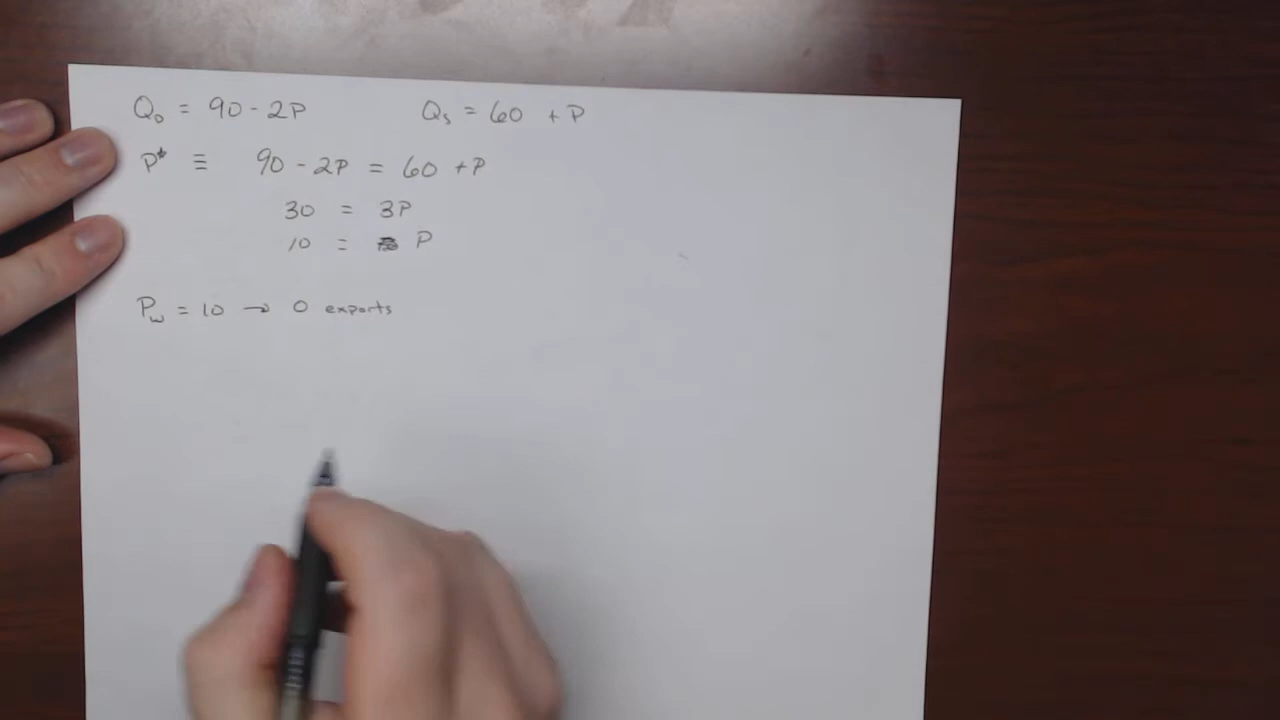 Q_D = 90 - 2P Q_S = 60 + P
P* ≡ 90 - 2P = 60 + P
30 = 3P
10 = P
P_w = 10 → 0 exports